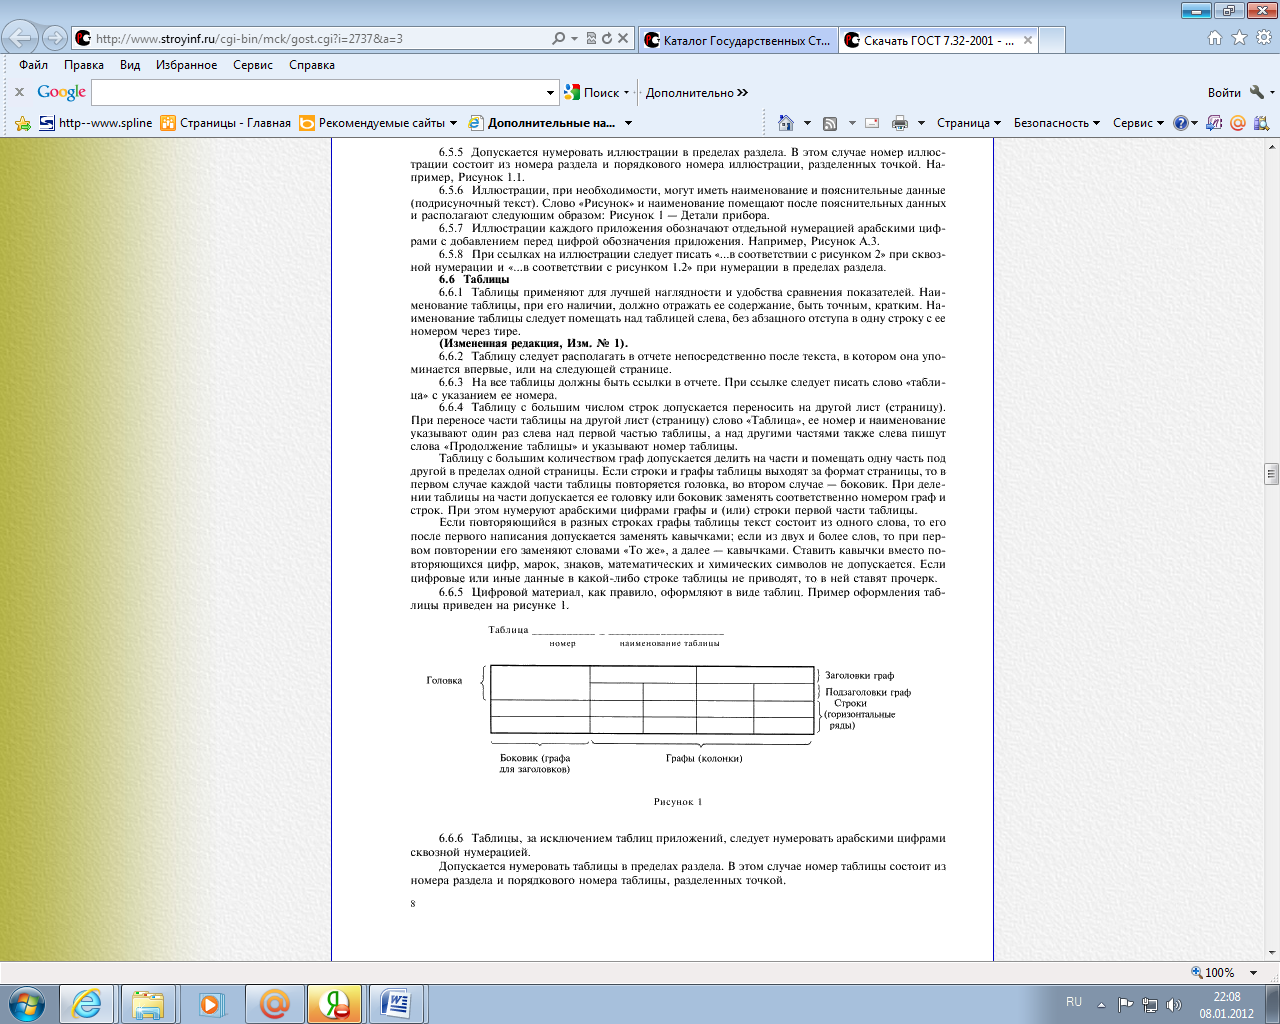 http://www.stroyinf.ru/cgi-bin/mck/gost.cgi?i=2737&a=3
Каталог Государственных Ст...
Скачать ГОСТ 7.32-2001 - ...
Файл Правка Вид Избранное Сервис Справка
x Google Поиск Дополнительно >> Войти
http--www.spline Страницы - Главная Рекомендуемые сайты Дополнительные на... Страница Безопасность Сервис
6.5.5 Допускается нумеровать иллюстрации в пределах раздела. В этом случае номер иллюс-
трации состоит из номера раздела и порядкового номера иллюстрации, разделенных точкой. На-
пример, Рисунок 1.1.
6.5.6 Иллюстрации, при необходимости, могут иметь наименование и пояснительные данные
(подрисуночный текст). Слово «Рисунок» и наименование помещают после пояснительных данных
и располагают следующим образом: Рисунок 1 — Детали прибора.
6.5.7 Иллюстрации каждого приложения обозначают отдельной нумерацией арабскими циф-
рами с добавлением перед цифрой обозначения приложения. Например, Рисунок А.3.
6.5.8 При ссылках на иллюстрации следует писать «...в соответствии с рисунком 2» при сквоз-
ной нумерации и «...в соответствии с рисунком 1.2» при нумерации в пределах раздела.
6.6 Таблицы
6.6.1 Таблицы применяют для лучшей наглядности и удобства сравнения показателей. Наи-
менование таблицы, при его наличии, должно отражать ее содержание, быть точным, кратким. На-
именование таблицы следует помещать над таблицей слева, без абзацного отступа в одну строку с ее
номером через тире.
(Измененная редакция, Изм. № 1).
6.6.2 Таблицу следует располагать в отчете непосредственно после текста, в котором она упо-
минается впервые, или на следующей странице.
6.6.3 На все таблицы должны быть ссылки в отчете. При ссылке следует писать слово «табли-
ца» с указанием ее номера.
6.6.4 Таблицу с большим числом строк допускается переносить на другой лист (страницу).
При переносе части таблицы на другой лист (страницу) слово «Таблица», ее номер и наименование
указывают один раз слева над первой частью таблицы, а над другими частями также слева пишут
слова «Продолжение таблицы» и указывают номер таблицы.
Таблицу с большим количеством граф допускается делить на части и помещать одну часть под
другой в пределах одной страницы. Если строки и графы таблицы выходят за формат страницы, то в
первом случае каждой части таблицы повторяется головка, во втором случае — боковик. При деле-
нии таблицы на части допускается ее головку или боковик заменять соответственно номером граф и
строк. При этом нумеруют арабскими цифрами графы и (или) строки первой части таблицы.
Если повторяющийся в разных строках графы таблицы текст состоит из одного слова, то его
после первого написания допускается заменять кавычками; если из двух и более слов, то при пер-
вом повторении его заменяют словами «То же», а далее — кавычками. Ставить кавычки вместо по-
вторяющихся цифр, марок, знаков, математических и химических символов не допускается. Если
цифровые или иные данные в какой-либо строке таблицы не приводят, то в ней ставят прочерк.
6.6.5 Цифровой материал, как правило, оформляют в виде таблиц. Пример оформления таб-
лицы приведен на рисунке 1.
Таблица ___________ – ____________________
номер наименование таблицы
Головка
Заголовки граф
Подзаголовки граф
Строки
(горизонтальные
ряды)
Боковик (графа
для заголовков)
Графы (колонки)
Рисунок 1
6.6.6 Таблицы, за исключением таблиц приложений, следует нумеровать арабскими цифрами
сквозной нумерацией.
Допускается нумеровать таблицы в пределах раздела. В этом случае номер таблицы состоит из
номера раздела и порядкового номера таблицы, разделенных точкой.
8
100%
RU
22:08
08.01.2012